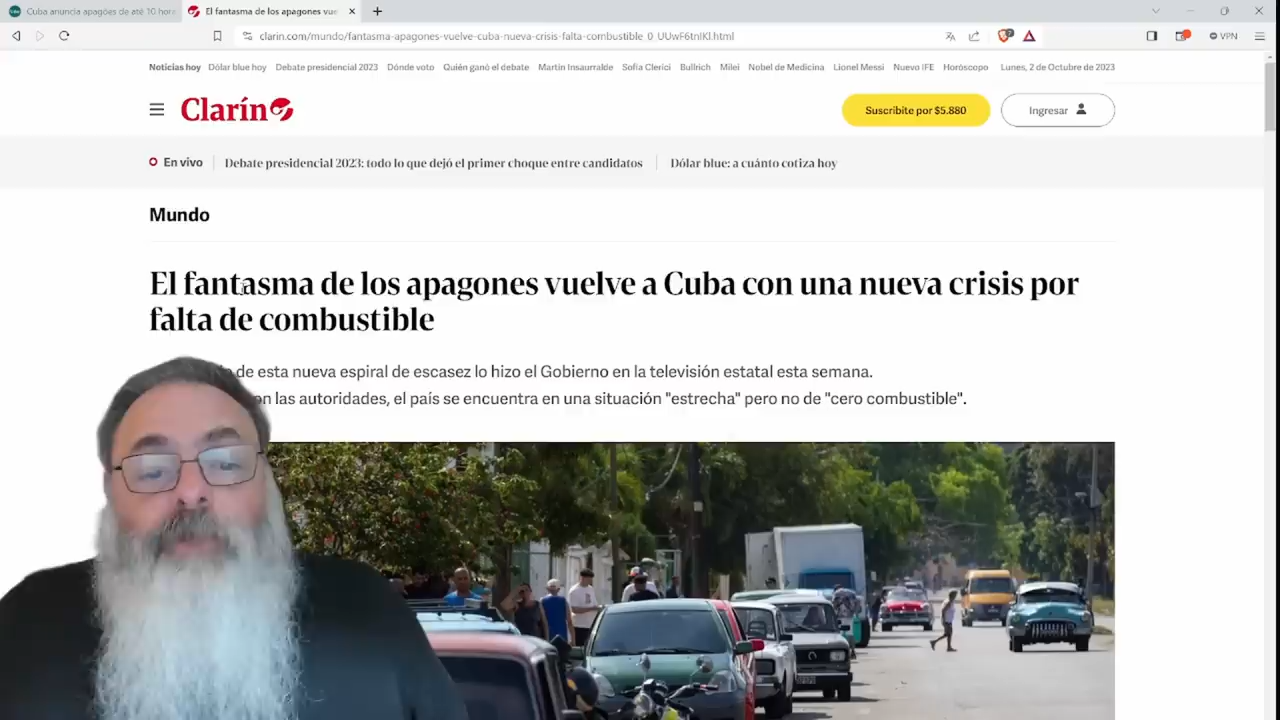 Cuba anuncia apagões de até 10 hora
El fantasma de los apagones vue
clarin.com/mundo/fantasma-apagones-vuelve-cuba-nueva-crisis-falta-combustible_0_UUwF6tnIKl.html
VPN
Noticias hoy Dólar blue hoy Debate presidencial 2023 Dónde voto Quién ganó el debate Martín Insaurralde Sofía Clerici Bullrich Milei Nobel de Medicina Lionel Messi Nuevo IFE Horóscopo Lunes, 2 de Octubre de 2023
Clarín
Suscribite por $5.880
Ingresar
En vivo Debate presidencial 2023: todo lo que dejó el primer choque entre candidatos Dólar blue: a cuánto cotiza hoy
Mundo
El fantasma de los apagones vuelve a Cuba con una nueva crisis por
falta de combustible
de esta nueva espiral de escasez lo hizo el Gobierno en la televisión estatal esta semana.
las autoridades, el país se encuentra en una situación "estrecha" pero no de "cero combustible".